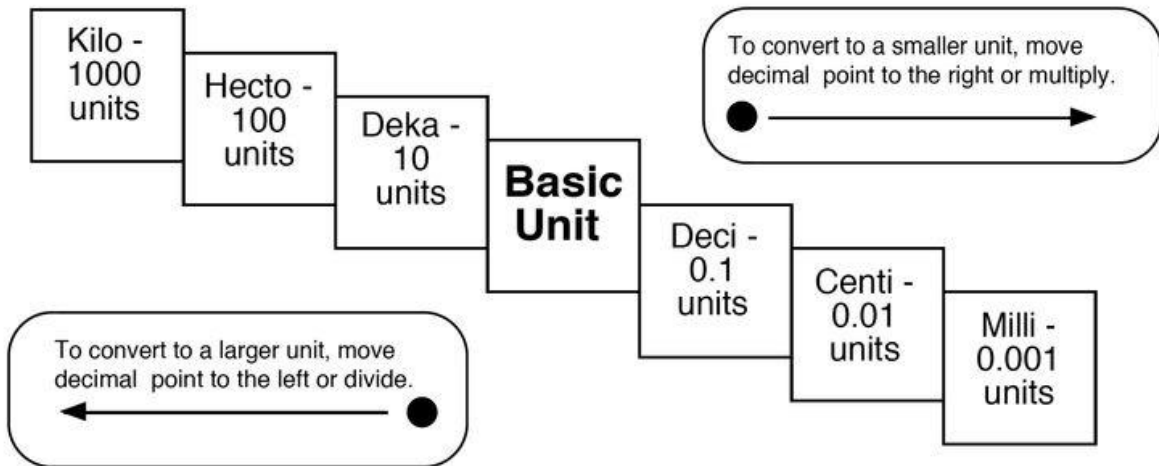 Kilo -
1000
units
Hecto -
100
units
Deka -
10
units
Basic
Unit
Deci -
0.1
units
Centi -
0.01
units
Milli -
0.001
units
To convert to a smaller unit, move
decimal point to the right or multiply.
To convert to a larger unit, move
decimal point to the left or divide.